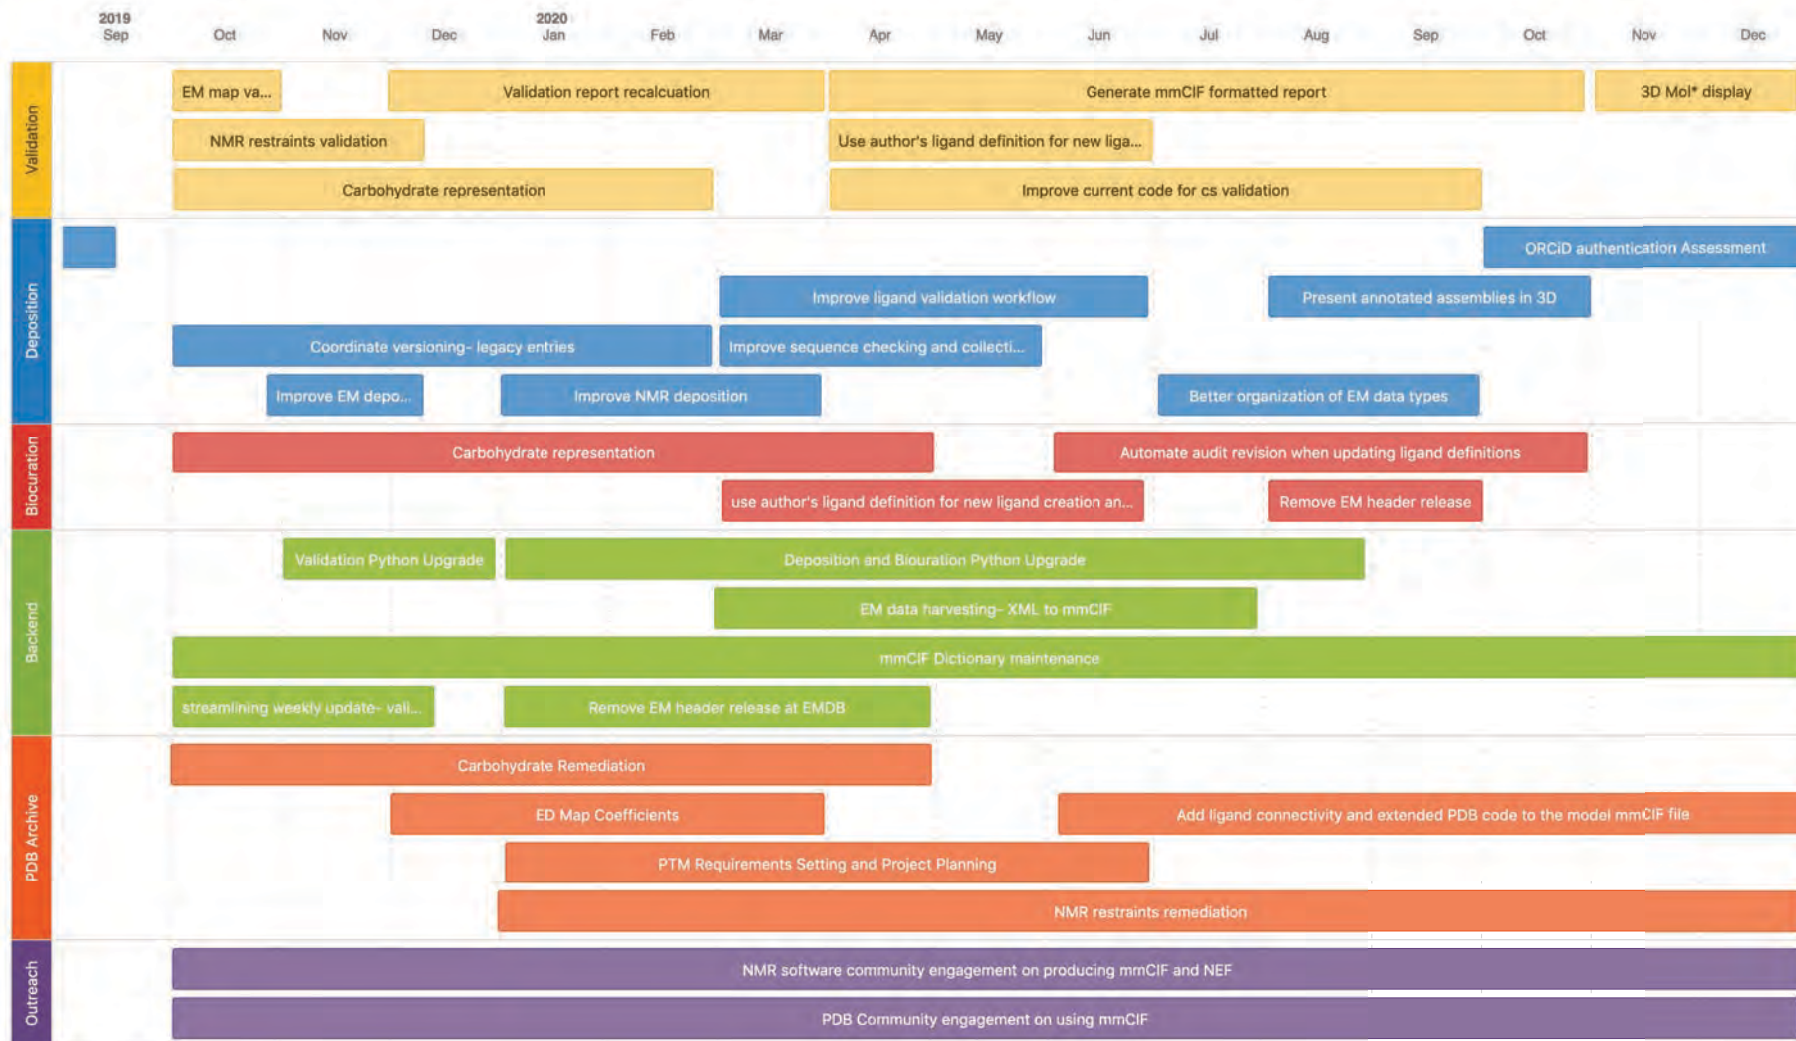 2019
2020
Sep Oct Nov Dec Jan Feb Mar Apr May Jun Jul Aug Sep Oct Nov Dec
Validation
EM map va... Validation report recalcuation Generate mmCIF formatted report 3D Mol* display
NMR restraints validation Use author's ligand definition for new liga...
Carbohydrate representation Improve current code for cs validation
Deposition
ORCiD authentication Assessment
Improve ligand validation workflow Present annotated assemblies in 3D
Coordinate versioning- legacy entries Improve sequence checking and collecti...
Improve EM depo... Improve NMR deposition Better organization of EM data types
Biocuration
Carbohydrate representation Automate audit revision when updating ligand definitions
use author's ligand definition for new ligand creation an... Remove EM header release
Backend
Validation Python Upgrade Deposition and Biouration Python Upgrade
EM data harvesting- XML to mmCIF
mmCIF Dictionary maintenance
streamlining weekly update- vali... Remove EM header release at EMDB
PDB Archive
Carbohydrate Remediation
ED Map Coefficients Add ligand connectivity and extended PDB code to the model mmCIF file
PTM Requirements Setting and Project Planning
NMR restraints remediation
Outreach
NMR software community engagement on producing mmCIF and NEF
PDB Community engagement on using mmCIF